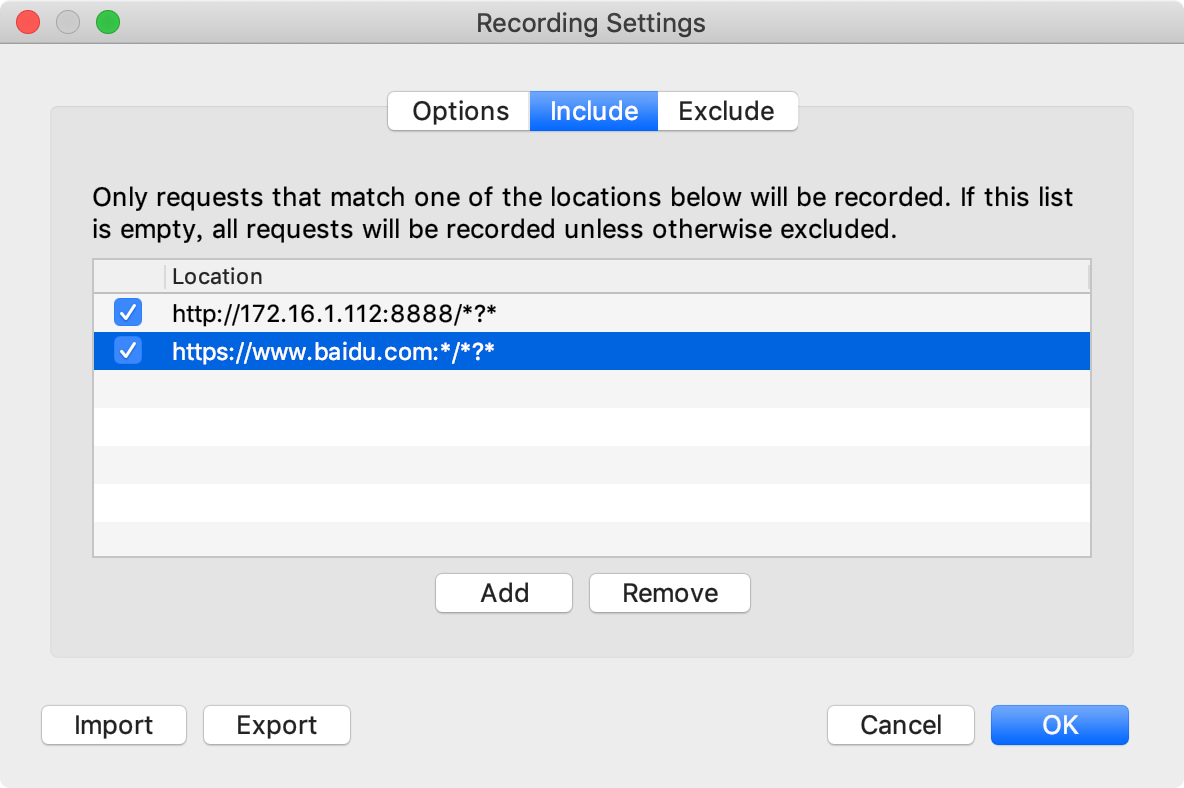 Recording Settings
Options
Include
Exclude
Only requests that match one of the locations below will be recorded. If this list
is empty, all requests will be recorded unless otherwise excluded.
Location
http://172.16.1.112:8888/*?*
https://www.baidu.com:*/*?*
Add
Remove
Import
Export
Cancel
OK